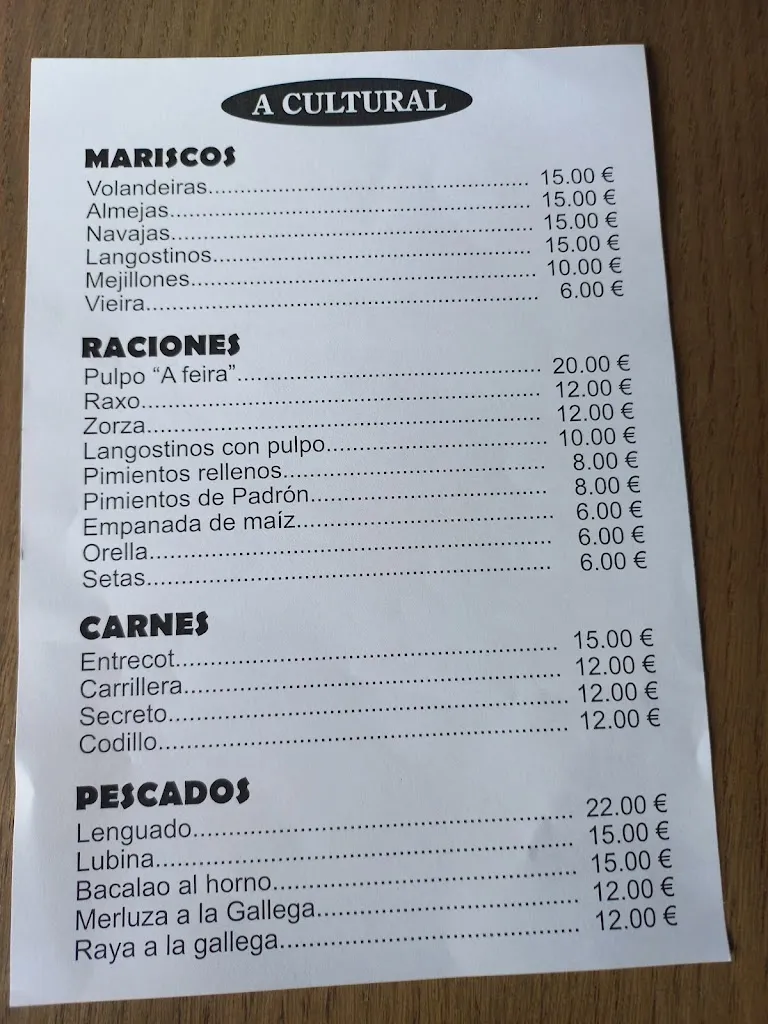 A CULTURAL
MARISCOS
Volandeiras........................................................ 15.00 €
Almejas............................................................... 15.00 €
Navajas............................................................... 15.00 €
Langostinos....................................................... 15.00 €
Mejillones........................................................... 10.00 €
Vieira.................................................................. 6.00 €
RACIONES
Pulpo “A feira”.................................................... 20.00 €
Raxo.................................................................... 12.00 €
Zorza................................................................... 12.00 €
Langostinos con pulpo...................................... 10.00 €
Pimientos rellenos............................................. 8.00 €
Pimientos de Padrón......................................... 8.00 €
Empanada de maíz............................................ 6.00 €
Orella.................................................................. 6.00 €
Setas................................................................... 6.00 €
CARNES
Entrecot.............................................................. 15.00 €
Carrillera............................................................. 12.00 €
Secreto............................................................... 12.00 €
Codillo................................................................ 12.00 €
PESCADOS
Lenguado........................................................... 22.00 €
Lubina................................................................ 15.00 €
Bacalao al horno............................................... 15.00 €
Merluza a la Gallega......................................... 12.00 €
Raya a la gallega............................................... 12.00 €